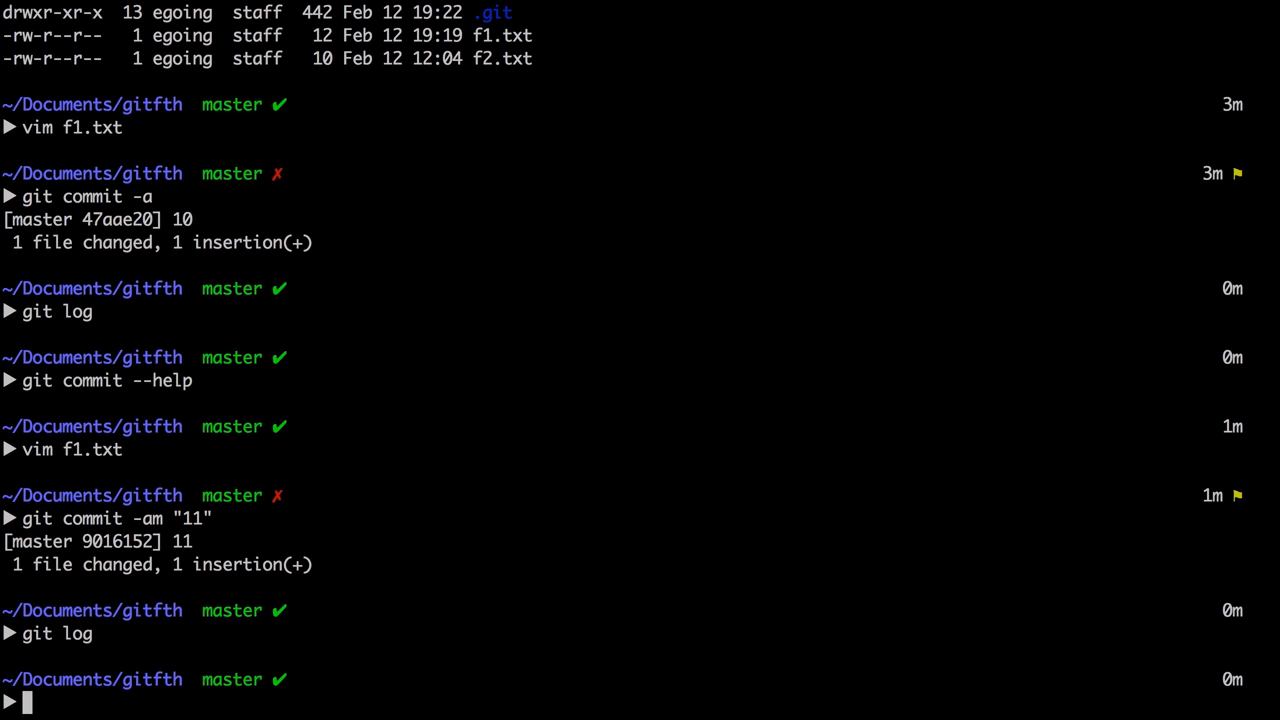 drwxr-xr-x  13 egoing  staff  442 Feb 12 19:22 .git
-rw-r--r--   1 egoing  staff   12 Feb 12 19:19 f1.txt
-rw-r--r--   1 egoing  staff   10 Feb 12 12:04 f2.txt
~/Documents/gitfth  master ✔ 3m
▶ vim f1.txt
~/Documents/gitfth  master ✗ 3m ⚑
▶ git commit -a
[master 47aae20] 10
 1 file changed, 1 insertion(+)
~/Documents/gitfth  master ✔ 0m
▶ git log
~/Documents/gitfth  master ✔ 0m
▶ git commit --help
~/Documents/gitfth  master ✔ 1m
▶ vim f1.txt
~/Documents/gitfth  master ✗ 1m ⚑
▶ git commit -am "11"
[master 9016152] 11
 1 file changed, 1 insertion(+)
~/Documents/gitfth  master ✔ 0m
▶ git log
~/Documents/gitfth  master ✔ 0m
▶